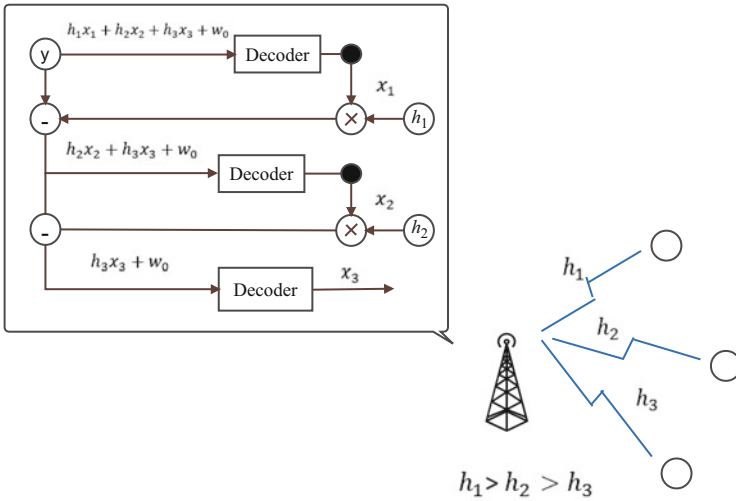 h₁x₁ + h₂x₂ + h₃x₃ + w₀
y
Decoder
x₁
-
×
h₁
h₂x₂ + h₃x₃ + w₀
Decoder
x₂
-
×
h₂
h₃x₃ + w₀
Decoder
x₃
h₁
h₂
h₃
h₁ > h₂ > h₃